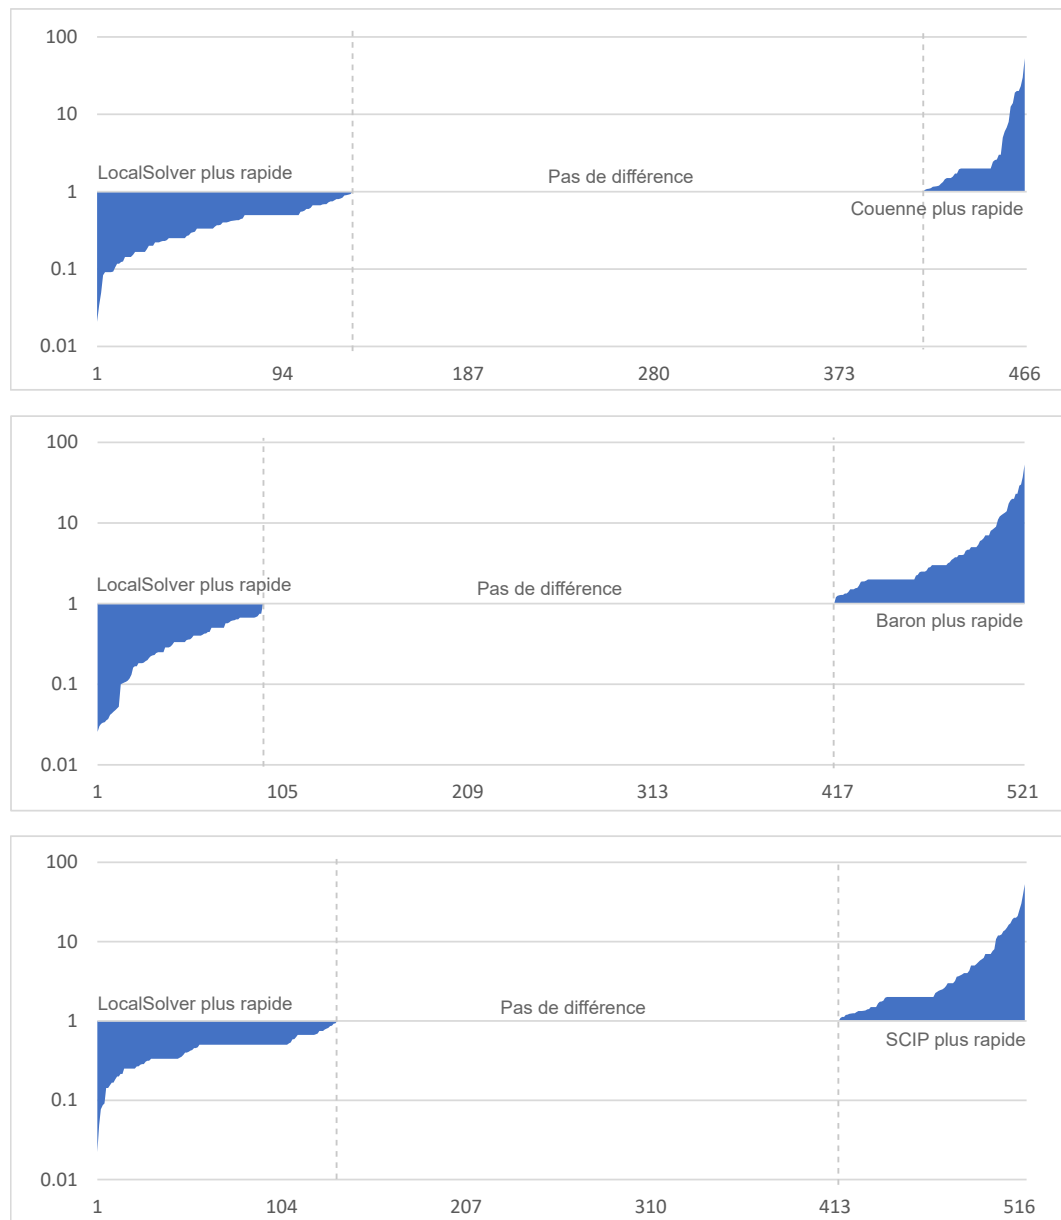 100
10
LocalSolver plus rapide
Pas de différence
1
Couenne plus rapide
0.1
0.01
1 94 187 280 373 466
100
10
LocalSolver plus rapide
Pas de différence
1
Baron plus rapide
0.1
0.01
1 105 209 313 417 521
100
10
LocalSolver plus rapide
Pas de différence
1
SCIP plus rapide
0.1
0.01
1 104 207 310 413 516